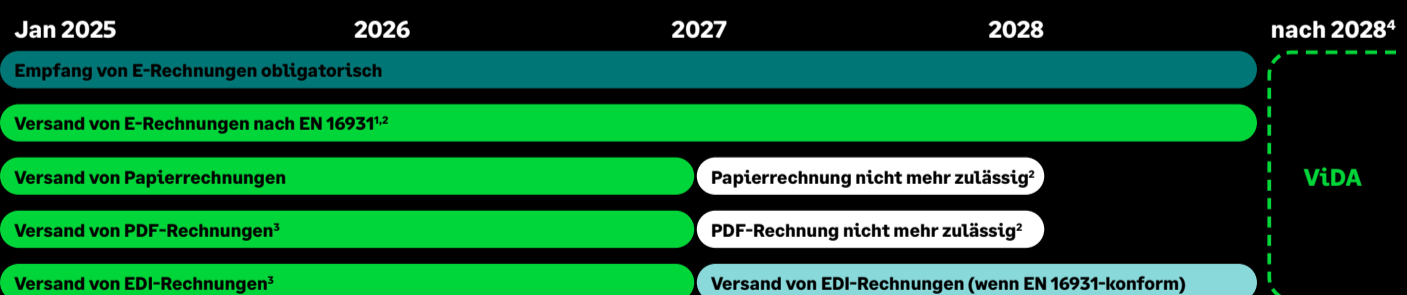 Jan 2025 2026 2027 2028 nach 2028⁴
Empfang von E-Rechnungen obligatorisch
Versand von E-Rechnungen nach EN 16931¹,²
Versand von Papierrechnungen Papierrechnung nicht mehr zulässig²
ViDA
Versand von PDF-Rechnungen³ PDF-Rechnung nicht mehr zulässig²
Versand von EDI-Rechnungen³ Versand von EDI-Rechnungen (wenn EN 16931-konform)